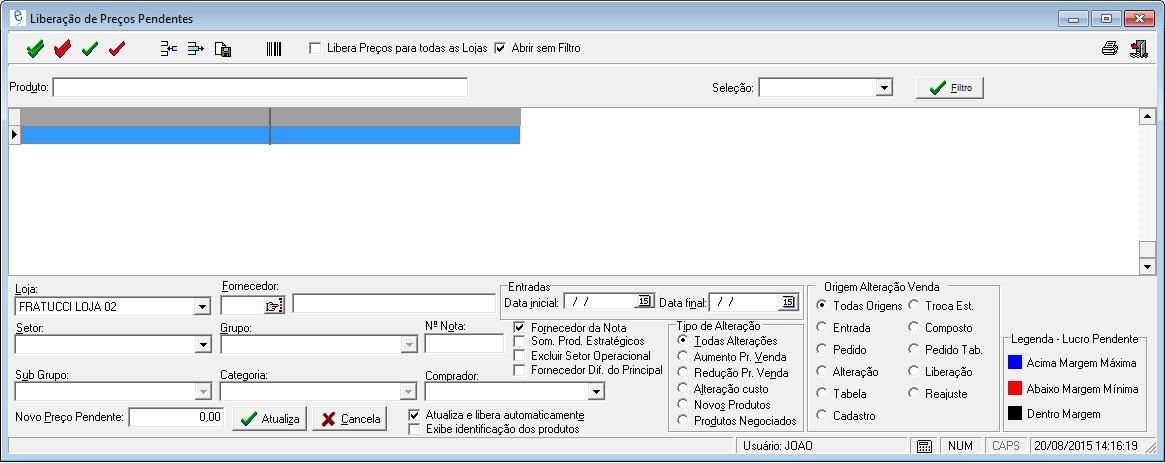 Liberação de Preços Pendentes
Libera Preços para todas as Lojas Abrir sem Filtro
Produto: Seleção: Filtro
Loja: Fornecedor: Entradas Origem Alteração Venda
FRATUCCI LOJA 02 Data inicial: / / 15 Data final: / / 15 Todas Origens Troca Est.
Setor: Grupo: Nº Nota: Fornecedor da Nota Tipo de Alteração Entrada Composto
Som. Prod. Estratégicos Todas Alterações Legenda - Lucro Pendente
Excluir Setor Operacional Aumento Pr. Venda Pedido Pedido Tab.
Fornecedor Dif. do Principal Redução Pr. Venda Alteração Liberação Acima Margem Máxima
Sub Grupo: Categoria: Comprador: Alteração custo Tabela Reajuste Abaixo Margem Mínima
Novos Produtos
Novo Preço Pendente: 0,00 Atualiza Cancela Atualiza e libera automaticamente Produtos Negociados Cadastro Dentro Margem
Exibe identificação dos produtos
Usuário: JOAO NUM CAPS 20/08/2015 14:16:19